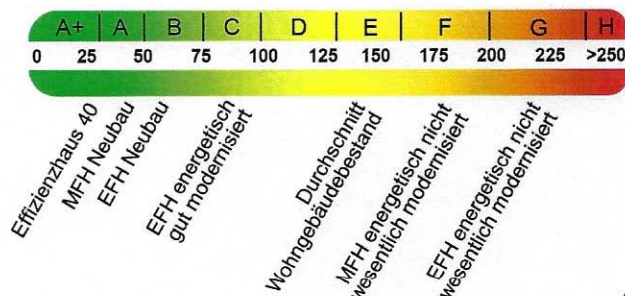 A+ A B C D E F G H
0 25 50 75 100 125 150 175 200 225 >250
Effizienzhaus 40
MFH Neubau
EFH Neubau
EFH energetisch
gut modernisiert
Durchschnitt
Wohngebäudebestand
MFH energetisch nicht
wesentlich modernisiert
EFH energetisch nicht
wesentlich modernisiert